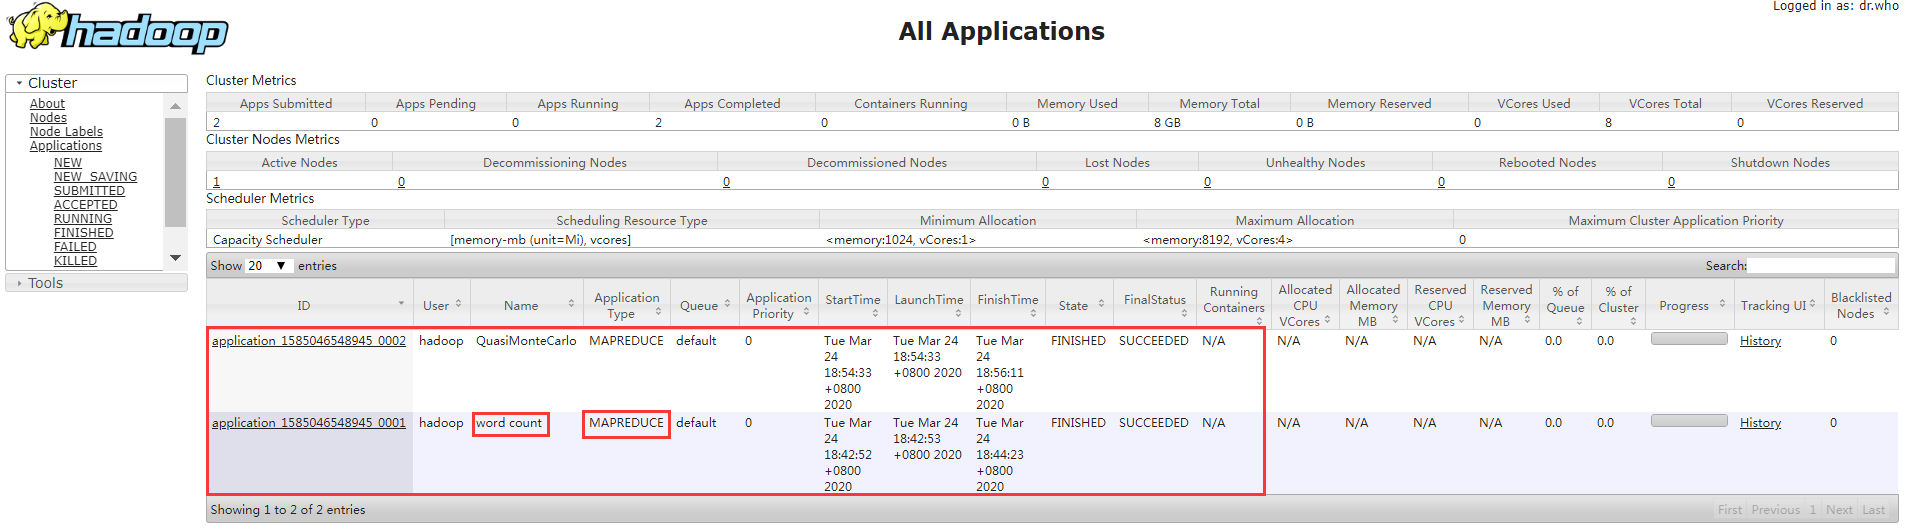 Logged in as: dr.who
hadoop
All Applications
Cluster
About
Nodes
Node Labels
Applications
NEW
NEW_SAVING
SUBMITTED
ACCEPTED
RUNNING
FINISHED
FAILED
KILLED
Tools
Cluster Metrics
Apps Submitted Apps Pending Apps Running Apps Completed Containers Running Memory Used Memory Total Memory Reserved VCores Used VCores Total VCores Reserved
2 0 0 2 0 0 B 8 GB 0 B 0 8 0
Cluster Nodes Metrics
Active Nodes Decommissioning Nodes Decommissioned Nodes Lost Nodes Unhealthy Nodes Rebooted Nodes Shutdown Nodes
1 0 0 0 0 0 0
Scheduler Metrics
Scheduler Type Scheduling Resource Type Minimum Allocation Maximum Allocation Maximum Cluster Application Priority
Capacity Scheduler [memory-mb (unit=Mi), vcores] <memory:1024, vCores:1> <memory:8192, vCores:4> 0
Show 20 entries Search:
Application Running Allocated Allocated Reserved Reserved % of % of Blacklisted
ID User Name Type Queue Application Priority StartTime LaunchTime FinishTime State FinalStatus Containers CPU VCores Memory MB CPU VCores Memory MB Queue Cluster Progress Tracking UI Nodes
application_1585046548945_0002 hadoop QuasiMonteCarlo MAPREDUCE default 0 Tue Mar Tue Mar 24 Tue Mar FINISHED SUCCEEDED N/A N/A N/A N/A N/A 0.0 0.0 History 0
24 18:54:33 24
18:54:33 +0800 2020 18:56:11
+0800 +0800
2020 2020
application_1585046548945_0001 hadoop word count MAPREDUCE default 0 Tue Mar Tue Mar 24 Tue Mar FINISHED SUCCEEDED N/A N/A N/A N/A N/A 0.0 0.0 History 0
24 18:42:53 24
18:42:52 +0800 2020 18:44:23
+0800 +0800
2020 2020
Showing 1 to 2 of 2 entries First Previous 1 Next Last